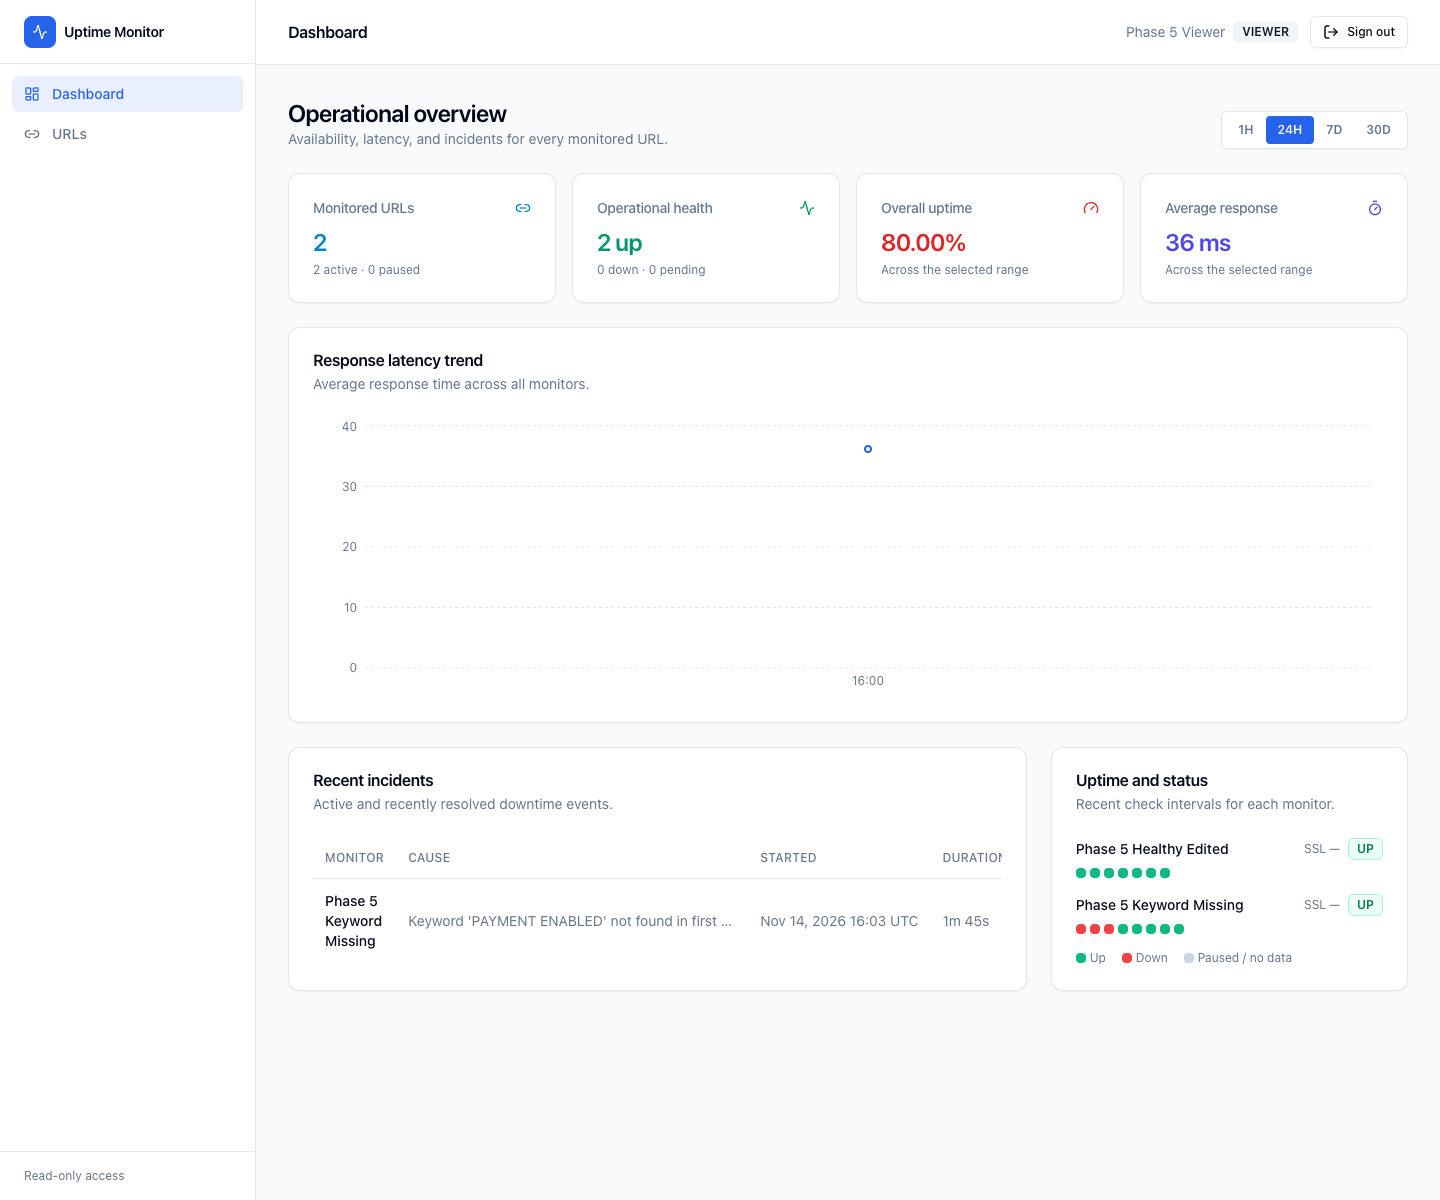 Uptime Monitor
Dashboard
Phase 5 Viewer
VIEWER
Sign out
Dashboard
URLs
Operational overview
Availability, latency, and incidents for every monitored URL.
1H 24H 7D 30D
Monitored URLs
2
2 active · 0 paused
Operational health
2 up
0 down · 0 pending
Overall uptime
80.00%
Across the selected range
Average response
36 ms
Across the selected range
Response latency trend
Average response time across all monitors.
40
30
20
10
0
16:00
Recent incidents
Active and recently resolved downtime events.
MONITOR CAUSE STARTED DURATION
Phase 5
Keyword
Missing
Keyword 'PAYMENT ENABLED' not found in first ...
Nov 14, 2026 16:03 UTC
1m 45s
Uptime and status
Recent check intervals for each monitor.
Phase 5 Healthy Edited SSL — UP
Phase 5 Keyword Missing SSL — UP
Up Down Paused / no data
Read-only access